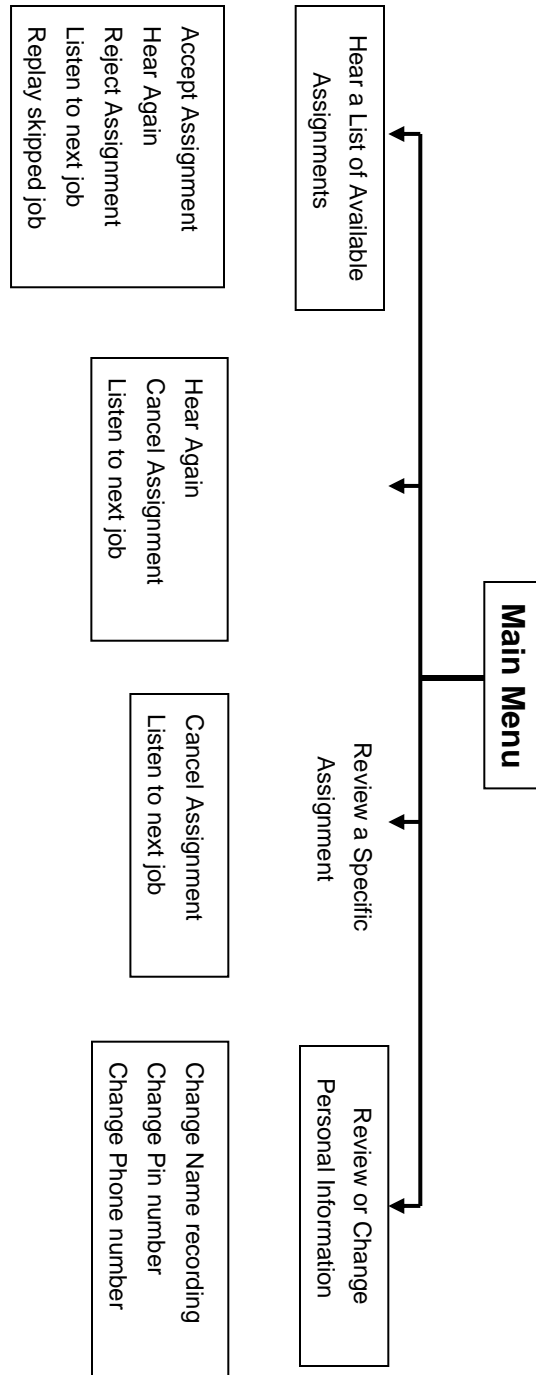 Main Menu
Hear a List of Available
Assignments
Review a Specific
Assignment
Review or Change
Personal Information
Accept Assignment
Hear Again
Reject Assignment
Listen to next job
Replay skipped job
Hear Again
Cancel Assignment
Listen to next job
Cancel Assignment
Listen to next job
Change Name recording
Change Pin number
Change Phone number